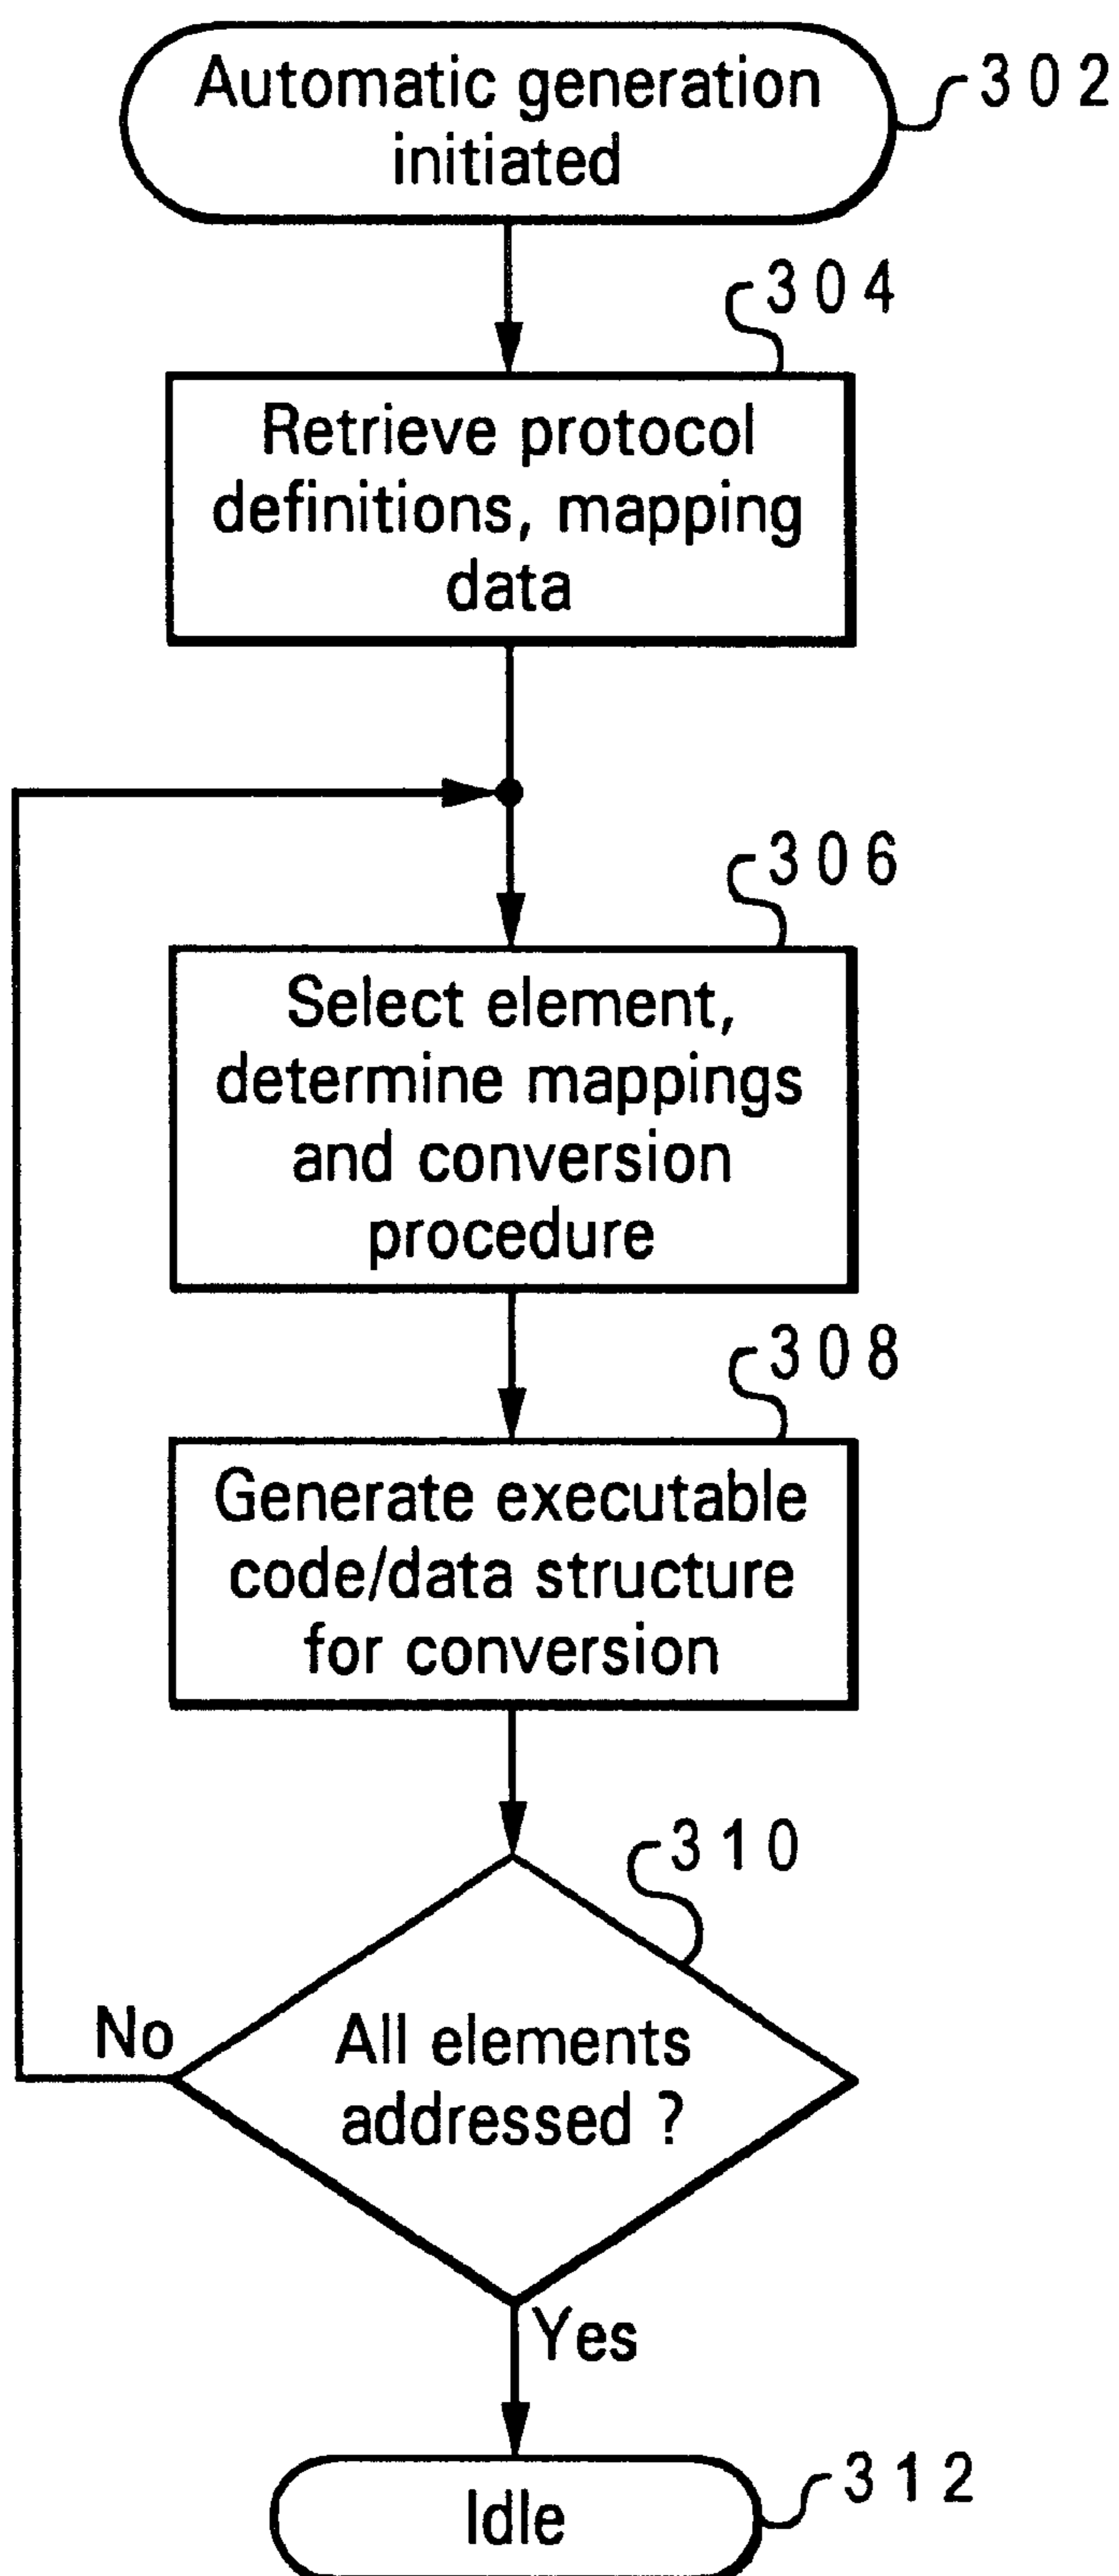 Automatic generation
initiated
302
304
Retrieve protocol
definitions, mapping
data
306
Select element,
determine mappings
and conversion
procedure
308
Generate executable
code/data structure
for conversion
310
No
All elements
addressed ?
Yes
Idle
312